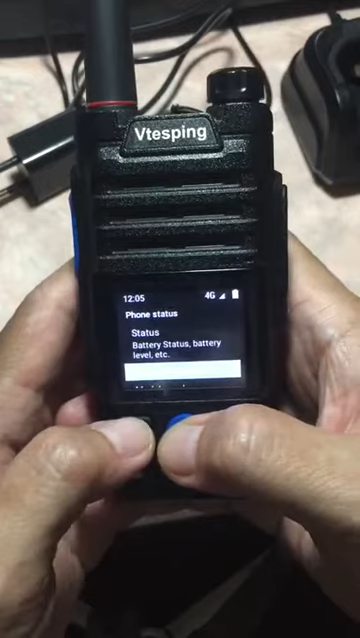 Vtesping
12:05 4G
Phone status
Status
Battery Status, battery
level, etc.